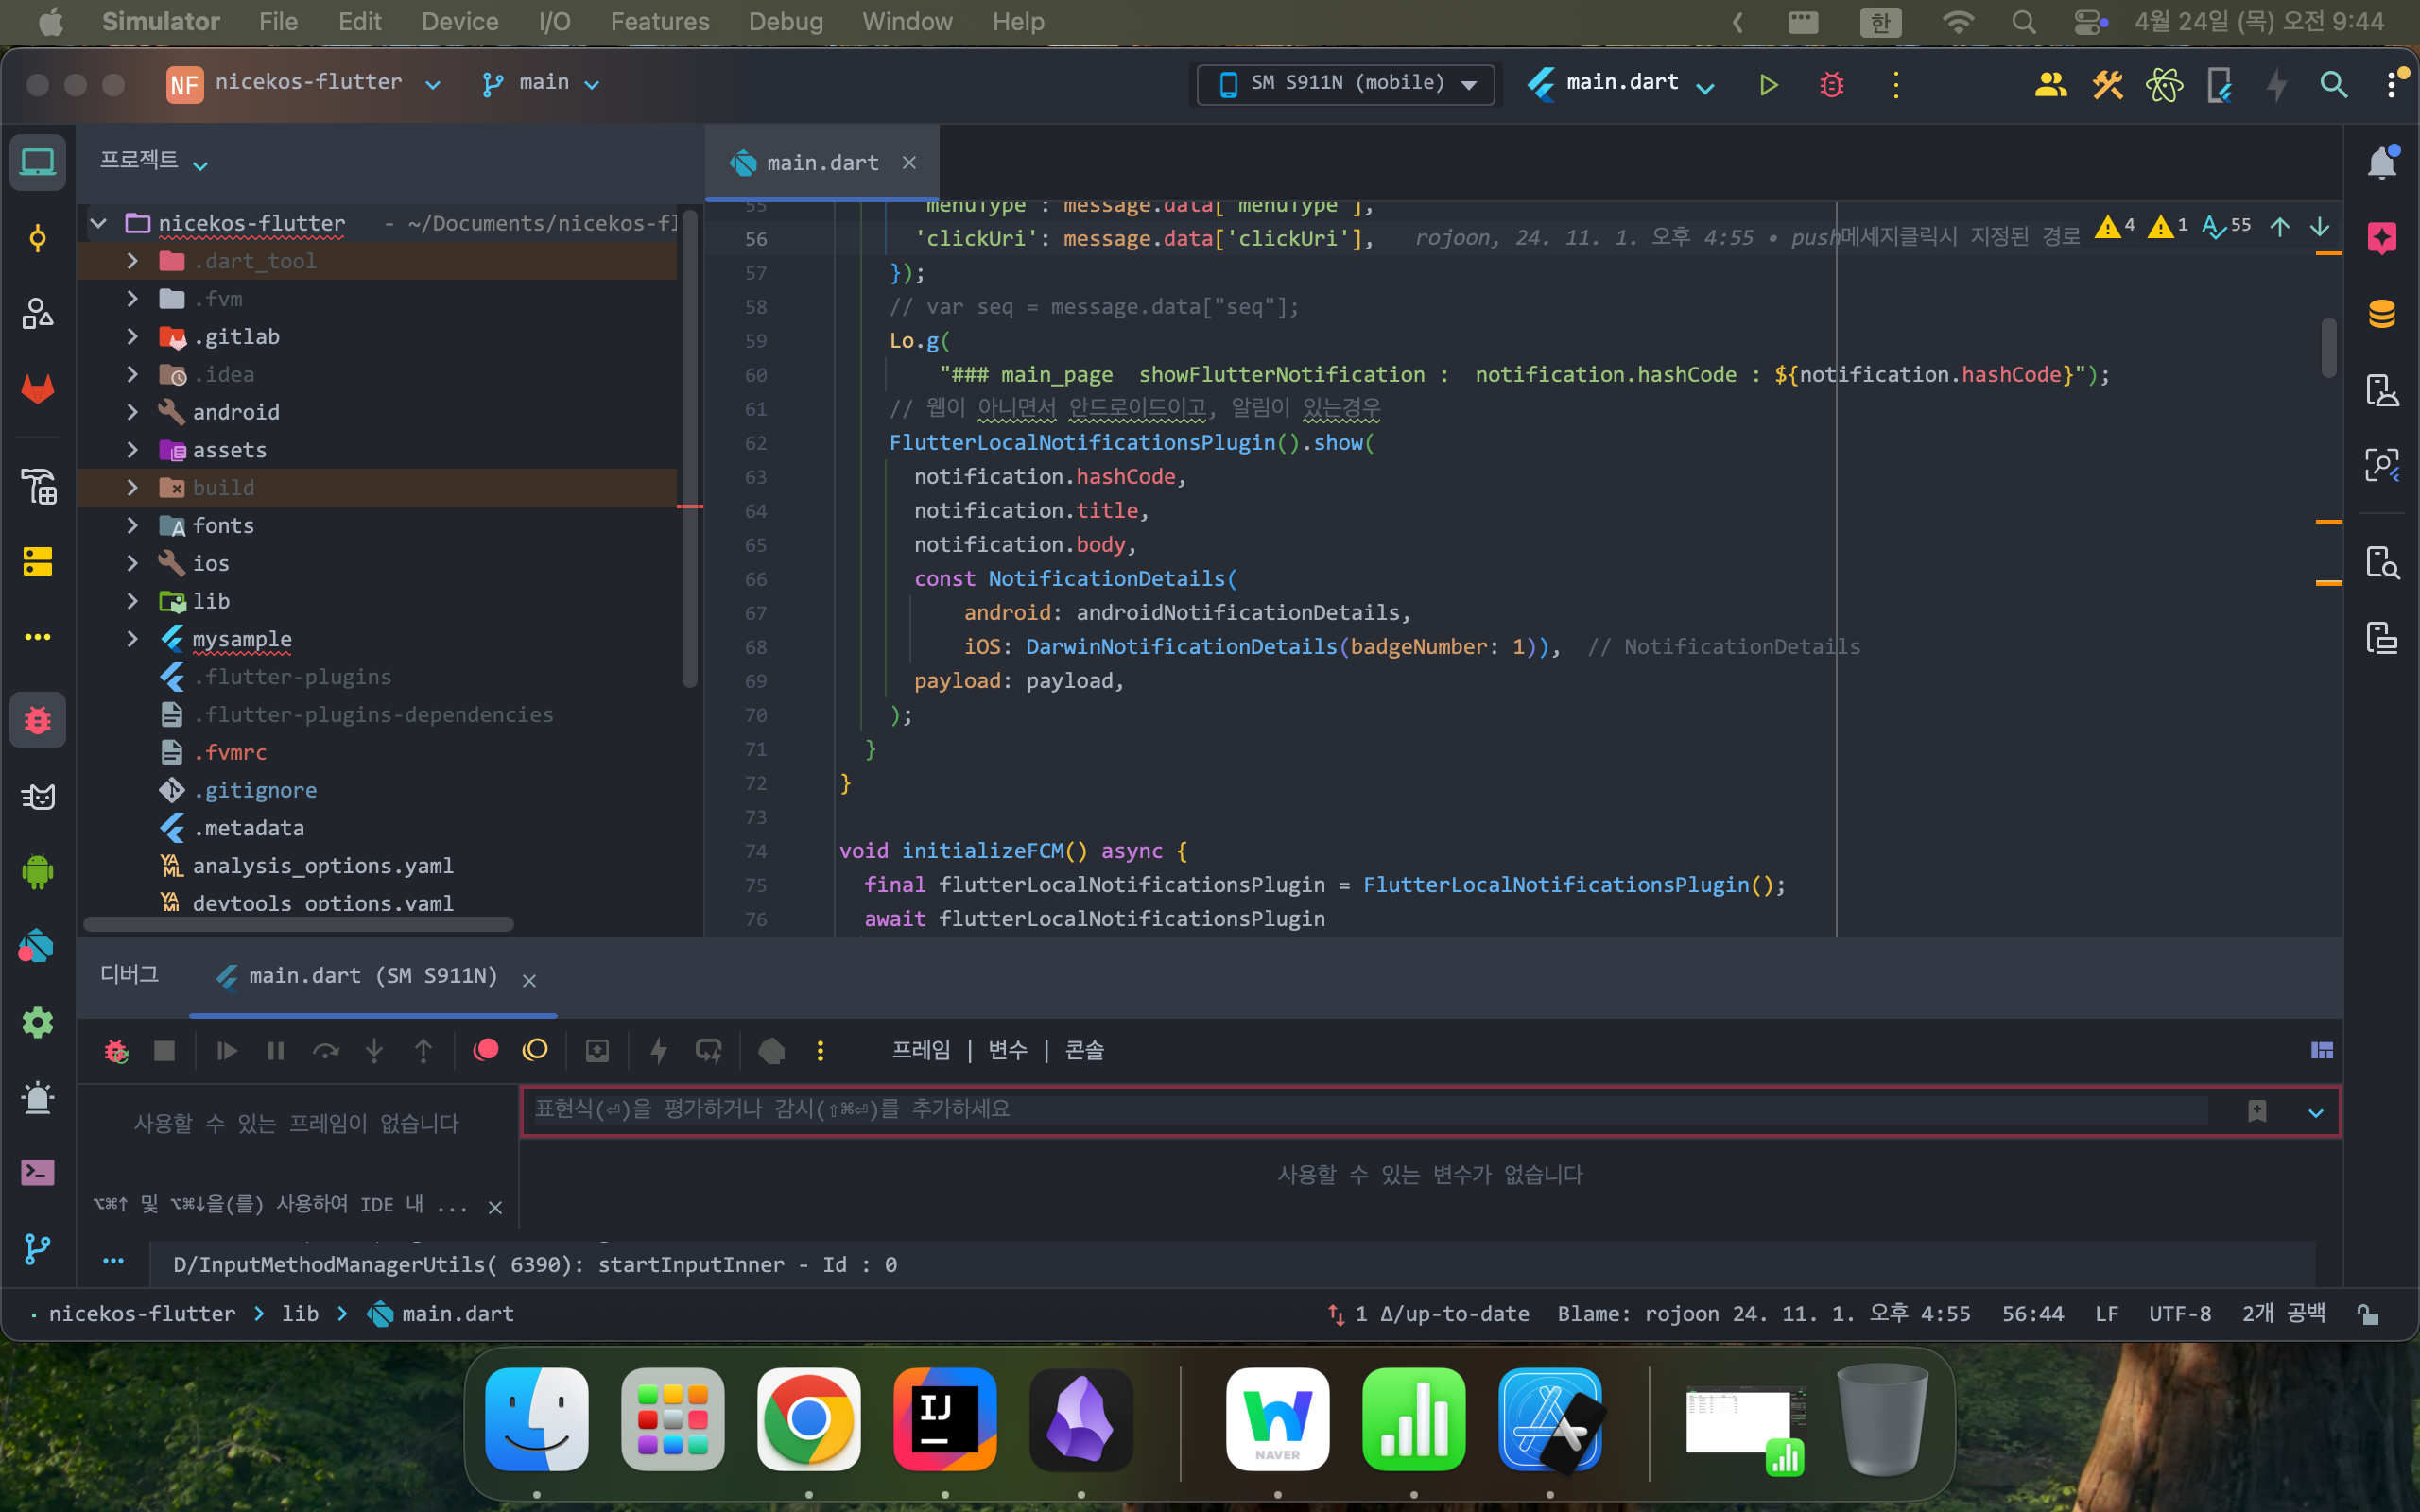 Simulator File Edit Device I/O Features Debug Window Help 한 4월 24일 (목) 오전 9:44
NF nicekos-flutter main SM S911N (mobile) main.dart
프로젝트
main.dart
nicekos-flutter - ~/Documents/nicekos-fl
.dart_tool
.fvm
.gitlab
.idea
android
assets
build
fonts
ios
lib
mysample
.flutter-plugins
.flutter-plugins-dependencies
.fvmrc
.gitignore
.metadata
analysis_options.yaml
devtools_options.yaml
55 'menuType': message.data['menuType'],
56 'clickUri': message.data['clickUri'], rojoon, 24. 11. 1. 오후 4:55 • push메세지클릭시 지정된 경로
4 1 55
57 });
58 // var seq = message.data["seq"];
59 Lo.g(
60 "### main_page  showFlutterNotification :  notification.hashCode : ${notification.hashCode}");
61 // 웹이 아니면서 안드로이드이고, 알림이 있는경우
62 FlutterLocalNotificationsPlugin().show(
63 notification.hashCode,
64 notification.title,
65 notification.body,
66 const NotificationDetails(
67 android: androidNotificationDetails,
68 iOS: DarwinNotificationDetails(badgeNumber: 1)), // NotificationDetails
69 payload: payload,
70 );
71 }
72 }
73
74 void initializeFCM() async {
75 final flutterLocalNotificationsPlugin = FlutterLocalNotificationsPlugin();
76 await flutterLocalNotificationsPlugin
디버그 main.dart (SM S911N)
프레임 | 변수 | 콘솔
사용할 수 있는 프레임이 없습니다
표현식(⏎)을 평가하거나 감시(⇧⌘⏎)를 추가하세요
사용할 수 있는 변수가 없습니다
⌥⌘↑ 및 ⌥⌘↓을(를) 사용하여 IDE 내 ...
D/InputMethodManagerUtils( 6390): startInputInner - Id : 0
nicekos-flutter > lib > main.dart 1 Δ/up-to-date Blame: rojoon 24. 11. 1. 오후 4:55 56:44 LF UTF-8 2개 공백
IJ
NAVER